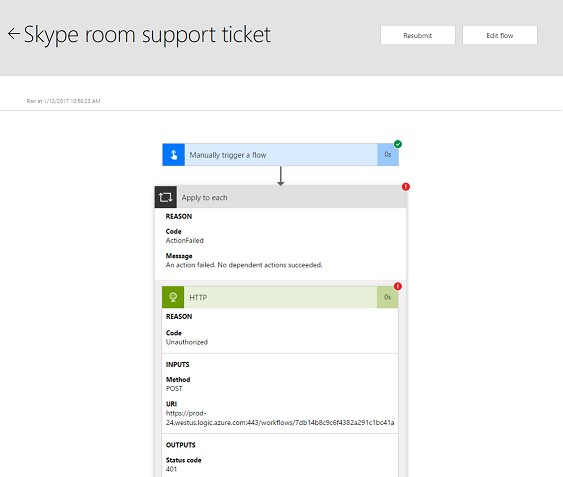 Skype room support ticket
Resubmit
Edit flow
Ran at 1/12/2017 10:56:23 AM
Manually trigger a flow
0s
Apply to each
REASON
Code
ActionFailed
Message
An action failed. No dependent actions succeeded.
HTTP
0s
REASON
Code
Unauthorized
INPUTS
Method
POST
URI
https://prod-
24.westus.logic.azure.com:443/workflows/7db14b8c9c6f4382a291c1bc41a
OUTPUTS
Status code
401